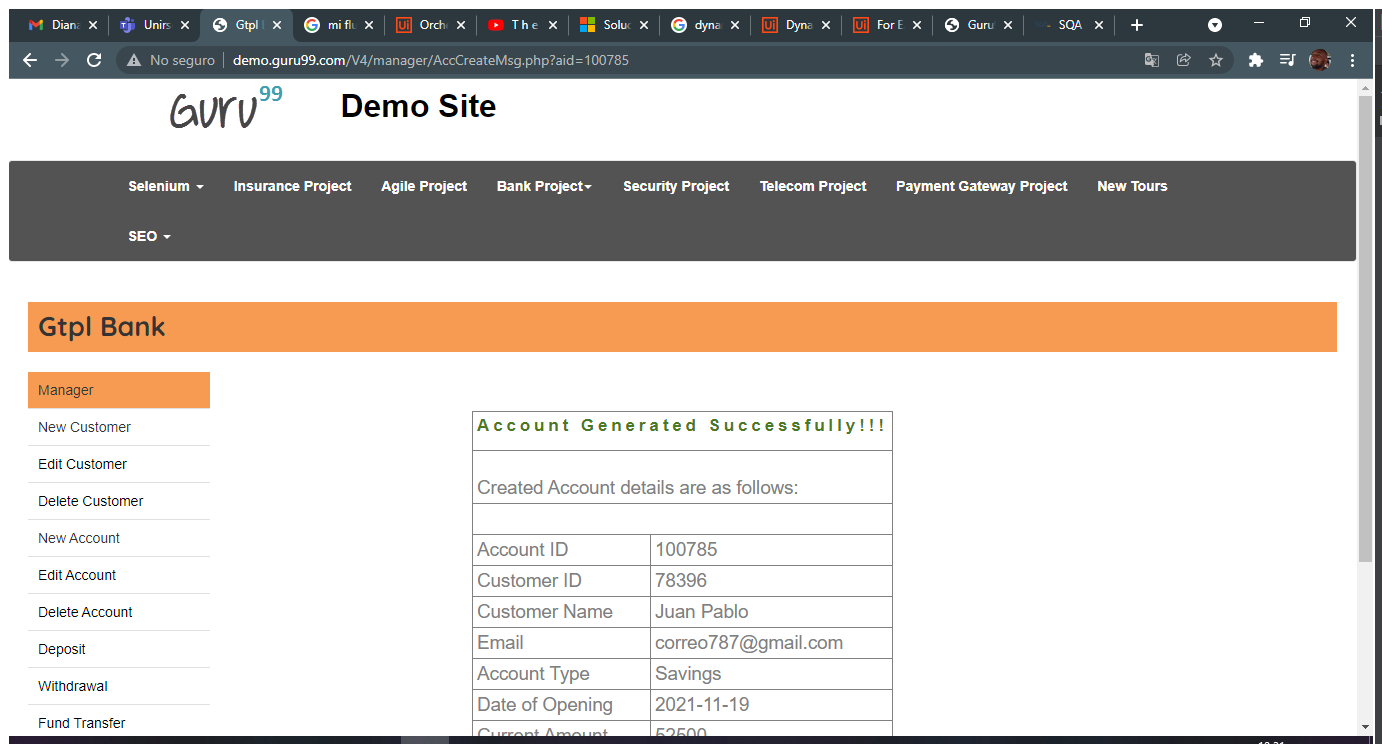 Diana Unirs Gtpl mi flu Orche T h e Soluc dyna Dyna For E Guru SQA
No seguro demo.guru99.com/V4/manager/AccCreateMsg.php?aid=100785
Guru99 Demo Site
Selenium Insurance Project Agile Project Bank Project Security Project Telecom Project Payment Gateway Project New Tours
SEO
Gtpl Bank
Manager
New Customer
Edit Customer
Delete Customer
New Account
Edit Account
Delete Account
Deposit
Withdrawal
Fund Transfer
Account Generated Successfully!!!
Created Account details are as follows:
Account ID 100785
Customer ID 78396
Customer Name Juan Pablo
Email correo787@gmail.com
Account Type Savings
Date of Opening 2021-11-19
Current Amount 52500